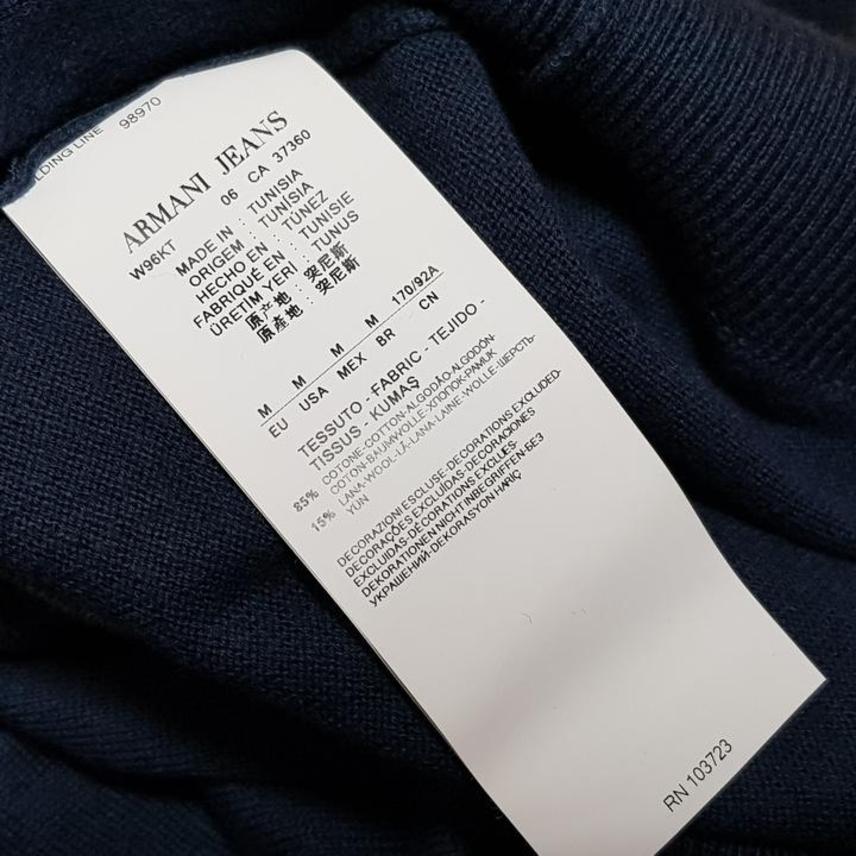 LDING LINE 98970
ARMANI JEANS
W96KT 06 CA 37360
MADE IN : TUNISIA
ORIGEM : TUNÍSIA
HECHO EN : TÚNEZ
FABRIQUÉ EN : TUNISIE
ÜRETİM YERİ : TUNUS
原产地 : 突尼斯
原產地 : 突尼斯
M M M M 170/92A
EU USA MEX BR CN
TESSUTO - FABRIC - TEJIDO -
TISSUS - KUMAŞ
85% COTONE-COTTON-ALGODÃO-ALGODÓN-
COTON-BAUMWOLLE-ХЛОПОК-PAMUK
15% LANA-WOOL-LÃ-LANA-LAINE-WOLLE-ШЕРСТЬ-
YÜN
DECORAZIONI ESCLUSE-DECORATIONS EXCLUDED-
DECORAÇÕES EXCLUÍDAS-DECORACIONES
EXCLUIDAS-DÉCORATIONS EXCLUES-
DEKORATIONEN NICHT INBEGRIFFEN-БЕЗ
УКРАШЕНИЙ-DEKORASYON HARİÇ
RN 103723